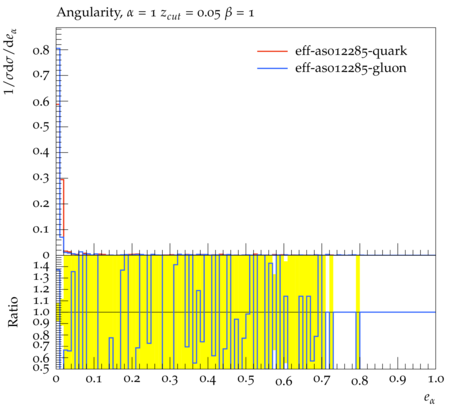 Angularity, α = 1 z_cut = 0.05 β = 1
1/σdσ/de_α
0.8
0.7
0.6
0.5
0.4
0.3
0.2
0.1
0
eff-as012285-quark
eff-as012285-gluon
Ratio
1.4
1.3
1.2
1.1
1.0
0.9
0.8
0.7
0.6
0.5
0 0.1 0.2 0.3 0.4 0.5 0.6 0.7 0.8 0.9 1.0
e_α